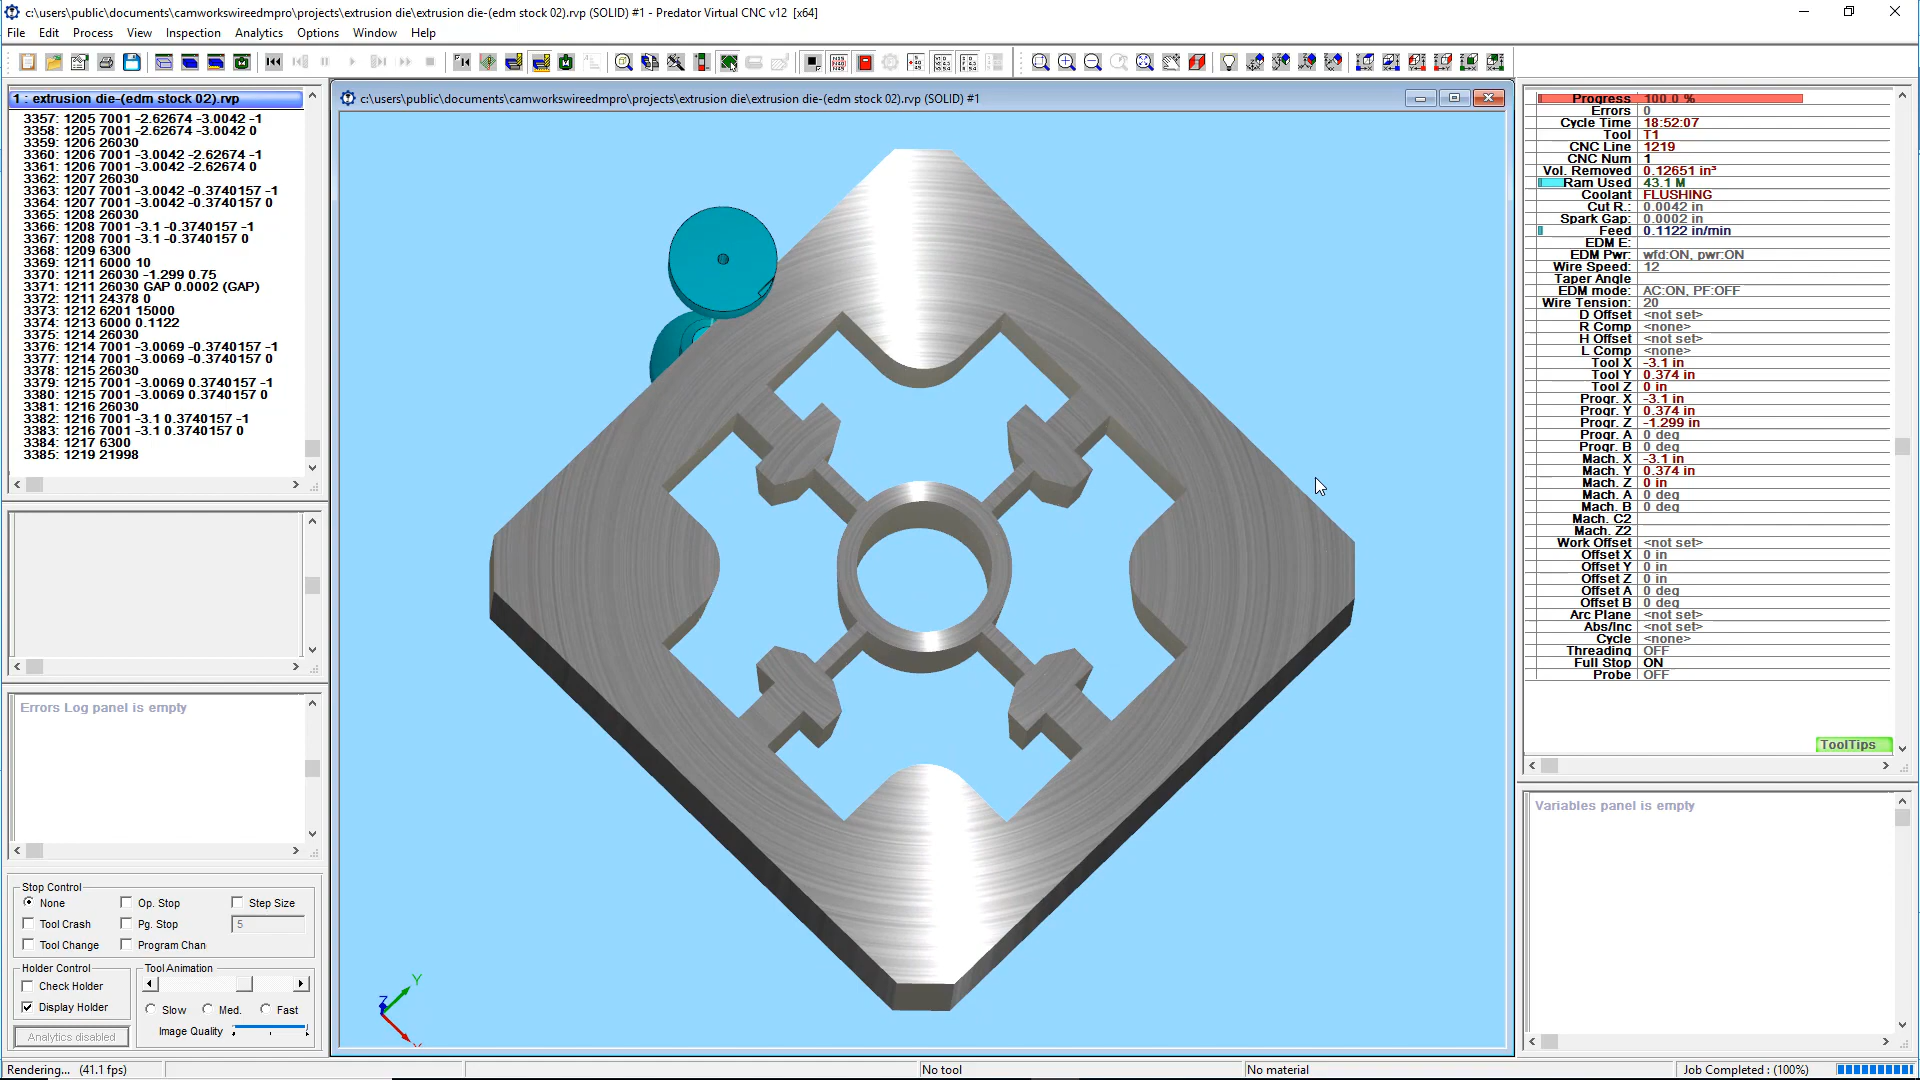 c:\users\public\documents\camworkswireedmpro\projects\extrusion die\extrusion die-(edm stock 02).rvp (SOLID) #1 - Predator Virtual CNC v12  [x64]
File Edit Process View Inspection Analytics Options Window Help
1 : extrusion die-(edm stock 02).rvp
3357: 1205 7001 -2.62674 -3.0042 -1
3358: 1205 7001 -2.62674 -3.0042 0
3359: 1206 26030
3360: 1206 7001 -3.0042 -2.62674 -1
3361: 1206 7001 -3.0042 -2.62674 0
3362: 1207 26030
3363: 1207 7001 -3.0042 -0.3740157 -1
3364: 1207 7001 -3.0042 -0.3740157 0
3365: 1208 26030
3366: 1208 7001 -3.1 -0.3740157 -1
3367: 1208 7001 -3.1 -0.3740157 0
3368: 1209 6300
3369: 1211 6000 10
3370: 1211 26030 -1.299 0.75
3371: 1211 26030 GAP 0.0002 (GAP)
3372: 1211 24378 0
3373: 1212 6201 15000
3374: 1213 6000 0.1122
3375: 1214 26030
3376: 1214 7001 -3.0069 -0.3740157 -1
3377: 1214 7001 -3.0069 -0.3740157 0
3378: 1215 26030
3379: 1215 7001 -3.0069 0.3740157 -1
3380: 1215 7001 -3.0069 0.3740157 0
3381: 1216 26030
3382: 1216 7001 -3.1 0.3740157 -1
3383: 1216 7001 -3.1 0.3740157 0
3384: 1217 6300
3385: 1219 21998
Errors Log panel is empty
Stop Control
None Op. Stop Step Size
Tool Crash Pg. Stop 5
Tool Change Program Chan
Holder Control
Check Holder
Display Holder
Analytics disabled
Tool Animation
Slow Med. Fast
Image Quality
c:\users\public\documents\camworkswireedmpro\projects\extrusion die\extrusion die-(edm stock 02).rvp (SOLID) #1
Z
Y
Progress 100.0 %
Errors 0
Cycle Time 18:52:07
Tool T1
CNC Line 1219
CNC Num 1
Vol. Removed 0.12651 in³
Ram Used 43.1 M
Coolant FLUSHING
Cut R.: 0.0042 in
Spark Gap: 0.0002 in
Feed 0.1122 in/min
EDM E:
EDM Pwr: wfd:ON, pwr:ON
Wire Speed: 12
Taper Angle
EDM mode: AC:ON, PF:OFF
Wire Tension: 20
D Offset <not set>
R Comp <none>
H Offset <not set>
L Comp <none>
Tool X -3.1 in
Tool Y 0.374 in
Tool Z 0 in
Progr. X -3.1 in
Progr. Y 0.374 in
Progr. Z -1.299 in
Progr. A 0 deg
Progr. B 0 deg
Mach. X -3.1 in
Mach. Y 0.374 in
Mach. Z 0 in
Mach. A 0 deg
Mach. B 0 deg
Mach. C2
Mach. Z2
Work Offset <not set>
Offset X 0 in
Offset Y 0 in
Offset Z 0 in
Offset A 0 deg
Offset B 0 deg
Arc Plane <not set>
Abs/Inc <not set>
Cycle <none>
Threading OFF
Full Stop ON
Probe OFF
ToolTips
Variables panel is empty
Rendering... (41.1 fps) No tool No material Job Completed : (100%)